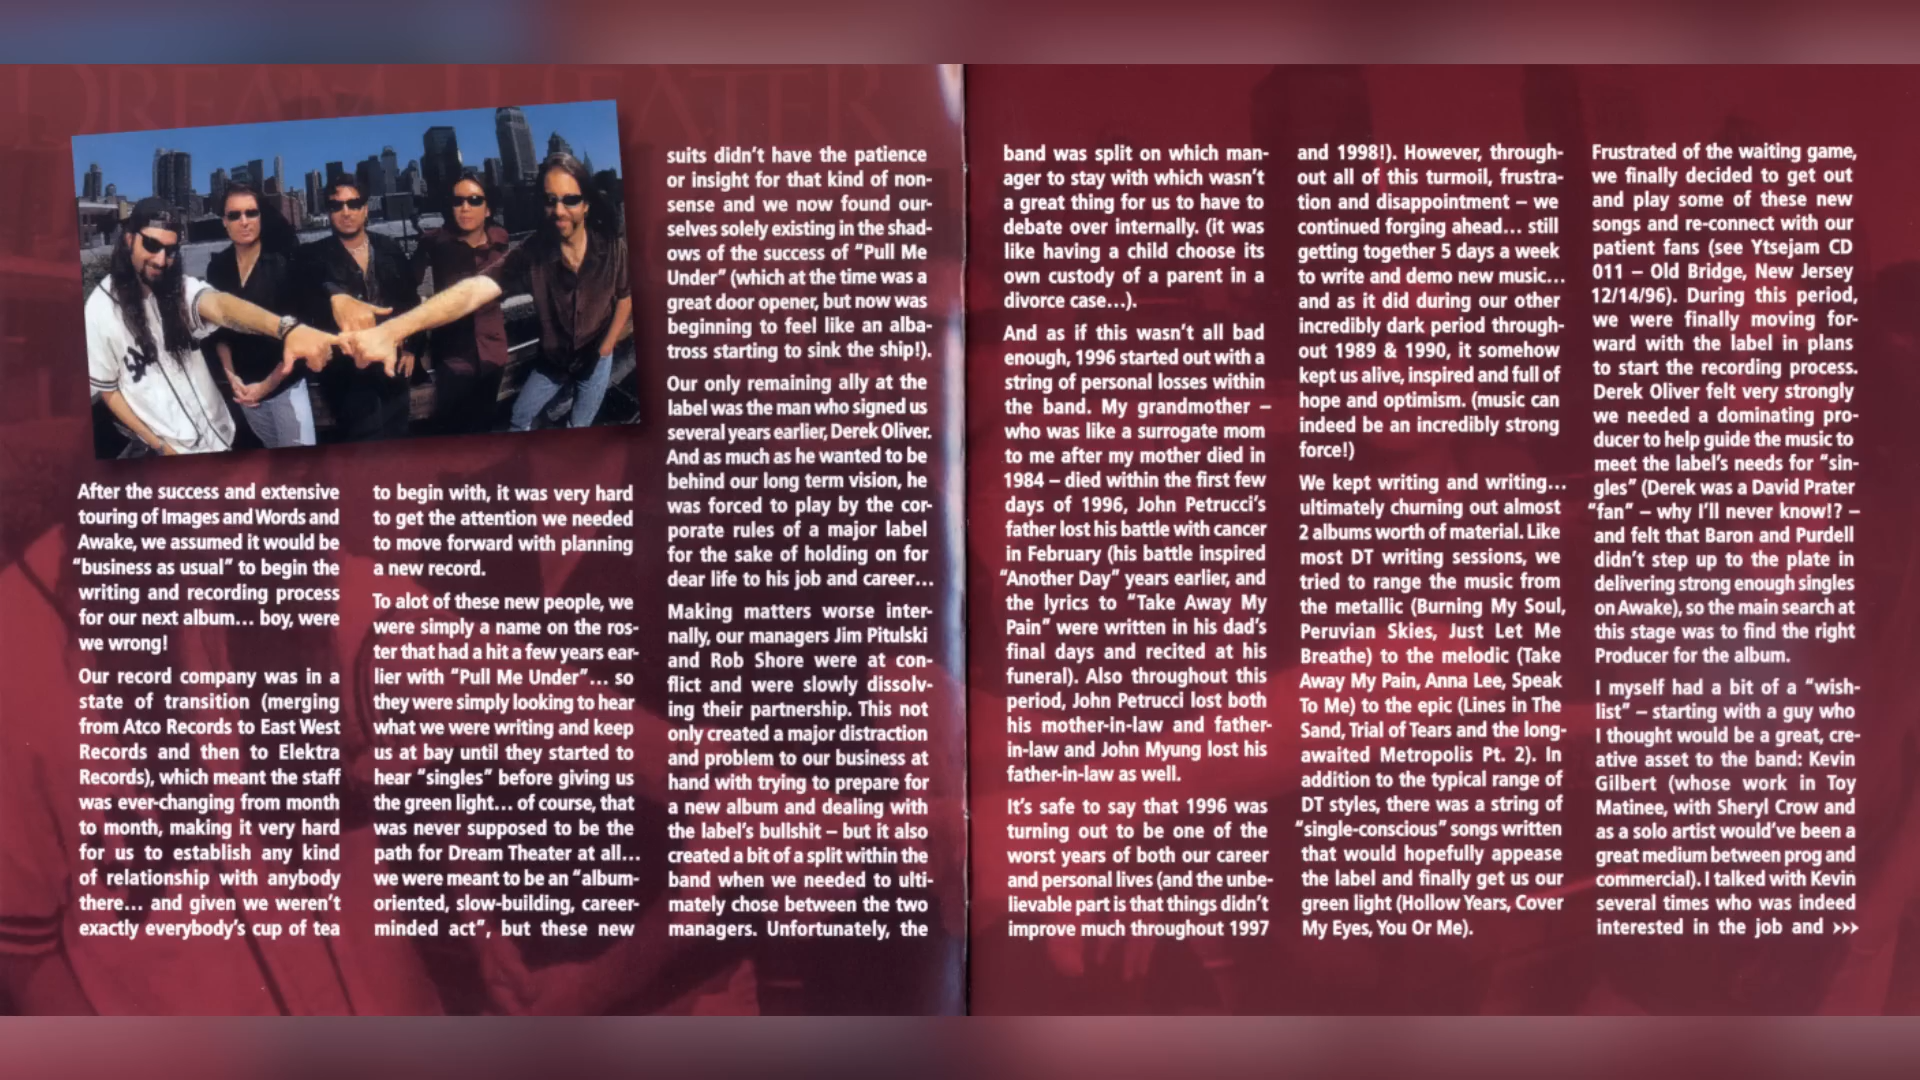 DREAM THEATER
After the success and extensive
touring of Images and Words and
Awake, we assumed it would be
“business as usual” to begin the
writing and recording process
for our next album... boy, were
we wrong!
Our record company was in a
state of transition (merging
from Atco Records to East West
Records and then to Elektra
Records), which meant the staff
was ever-changing from month
to month, making it very hard
for us to establish any kind
of relationship with anybody
there... and given we weren’t
exactly everybody’s cup of tea
to begin with, it was very hard
to get the attention we needed
to move forward with planning
a new record.
To alot of these new people, we
were simply a name on the ros-
ter that had a hit a few years ear-
lier with “Pull Me Under”... so
they were simply looking to hear
what we were writing and keep
us at bay until they started to
hear “singles” before giving us
the green light... of course, that
was never supposed to be the
path for Dream Theater at all...
we were meant to be an “album-
oriented, slow-building, career-
minded act”, but these new
suits didn’t have the patience
or insight for that kind of non-
sense and we now found our-
selves solely existing in the shad-
ows of the success of “Pull Me
Under” (which at the time was a
great door opener, but now was
beginning to feel like an alba-
tross starting to sink the ship!).
Our only remaining ally at the
label was the man who signed us
several years earlier, Derek Oliver.
And as much as he wanted to be
behind our long term vision, he
was forced to play by the cor-
porate rules of a major label
for the sake of holding on for
dear life to his job and career...
Making matters worse inter-
nally, our managers Jim Pitulski
and Rob Shore were at con-
flict and were slowly dissolv-
ing their partnership. This not
only created a major distraction
and problem to our business at
hand with trying to prepare for
a new album and dealing with
the label’s bullshit – but it also
created a bit of a split within the
band when we needed to ulti-
mately chose between the two
managers. Unfortunately, the
band was split on which man-
ager to stay with which wasn’t
a great thing for us to have to
debate over internally. (it was
like having a child choose its
own custody of a parent in a
divorce case...).
And as if this wasn’t all bad
enough, 1996 started out with a
string of personal losses within
the band. My grandmother –
who was like a surrogate mom
to me after my mother died in
1984 – died within the first few
days of 1996, John Petrucci’s
father lost his battle with cancer
in February (his battle inspired
“Another Day” years earlier, and
the lyrics to “Take Away My
Pain” were written in his dad’s
final days and recited at his
funeral). Also throughout this
period, John Petrucci lost both
his mother-in-law and father-
in-law and John Myung lost his
father-in-law as well.
It’s safe to say that 1996 was
turning out to be one of the
worst years of both our career
and personal lives (and the unbe-
lievable part is that things didn’t
improve much throughout 1997
and 1998!). However, through-
out all of this turmoil, frustra-
tion and disappointment – we
continued forging ahead... still
getting together 5 days a week
to write and demo new music...
and as it did during our other
incredibly dark period through-
out 1989 & 1990, it somehow
kept us alive, inspired and full of
hope and optimism. (music can
indeed be an incredibly strong
force!)
We kept writing and writing...
ultimately churning out almost
2 albums worth of material. Like
most DT writing sessions, we
tried to range the music from
the metallic (Burning My Soul,
Peruvian Skies, Just Let Me
Breathe) to the melodic (Take
Away My Pain, Anna Lee, Speak
To Me) to the epic (Lines in The
Sand, Trial of Tears and the long-
awaited Metropolis Pt. 2). In
addition to the typical range of
DT styles, there was a string of
“single-conscious” songs written
that would hopefully appease
the label and finally get us our
green light (Hollow Years, Cover
My Eyes, You Or Me).
Frustrated of the waiting game,
we finally decided to get out
and play some of these new
songs and re-connect with our
patient fans (see Ytsejam CD
011 – Old Bridge, New Jersey
12/14/96). During this period,
we were finally moving for-
ward with the label in plans
to start the recording process.
Derek Oliver felt very strongly
we needed a dominating pro-
ducer to help guide the music to
meet the label’s needs for “sin-
gles” (Derek was a David Prater
“fan” – why I’ll never know!? –
and felt that Baron and Purdell
didn’t step up to the plate in
delivering strong enough singles
on Awake), so the main search at
this stage was to find the right
Producer for the album.
I myself had a bit of a “wish-
list” – starting with a guy who
I thought would be a great, cre-
ative asset to the band: Kevin
Gilbert (whose work in Toy
Matinee, with Sheryl Crow and
as a solo artist would’ve been a
great medium between prog and
commercial). I talked with Kevin
several times who was indeed
interested in the job and >>>